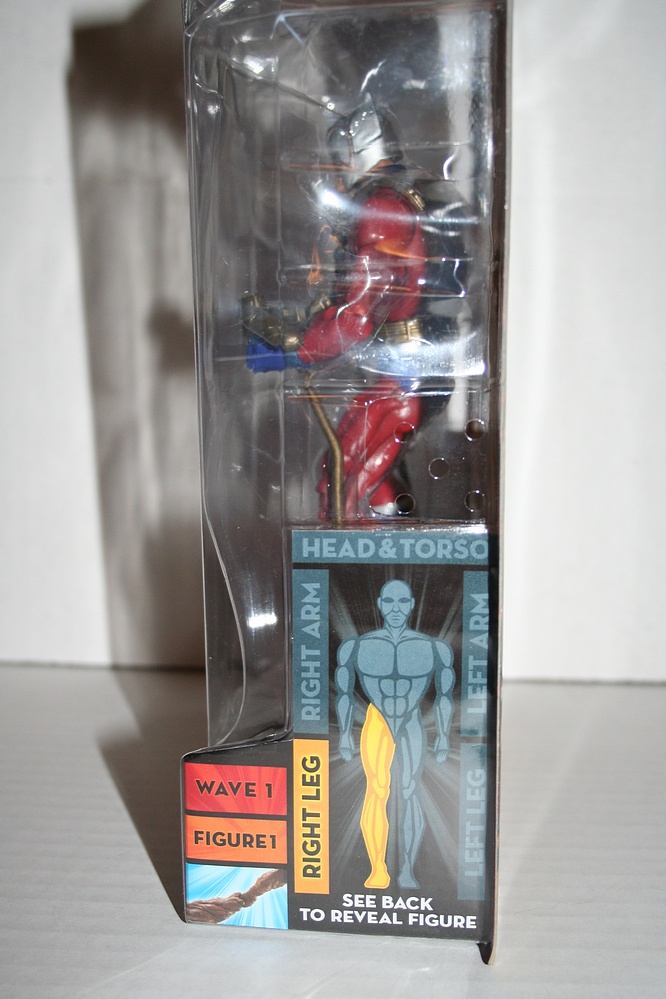 HEAD & TORSO
RIGHT ARM
LEFT ARM
RIGHT LEG
LEFT LEG
WAVE 1
FIGURE 1
SEE BACK
TO REVEAL FIGURE